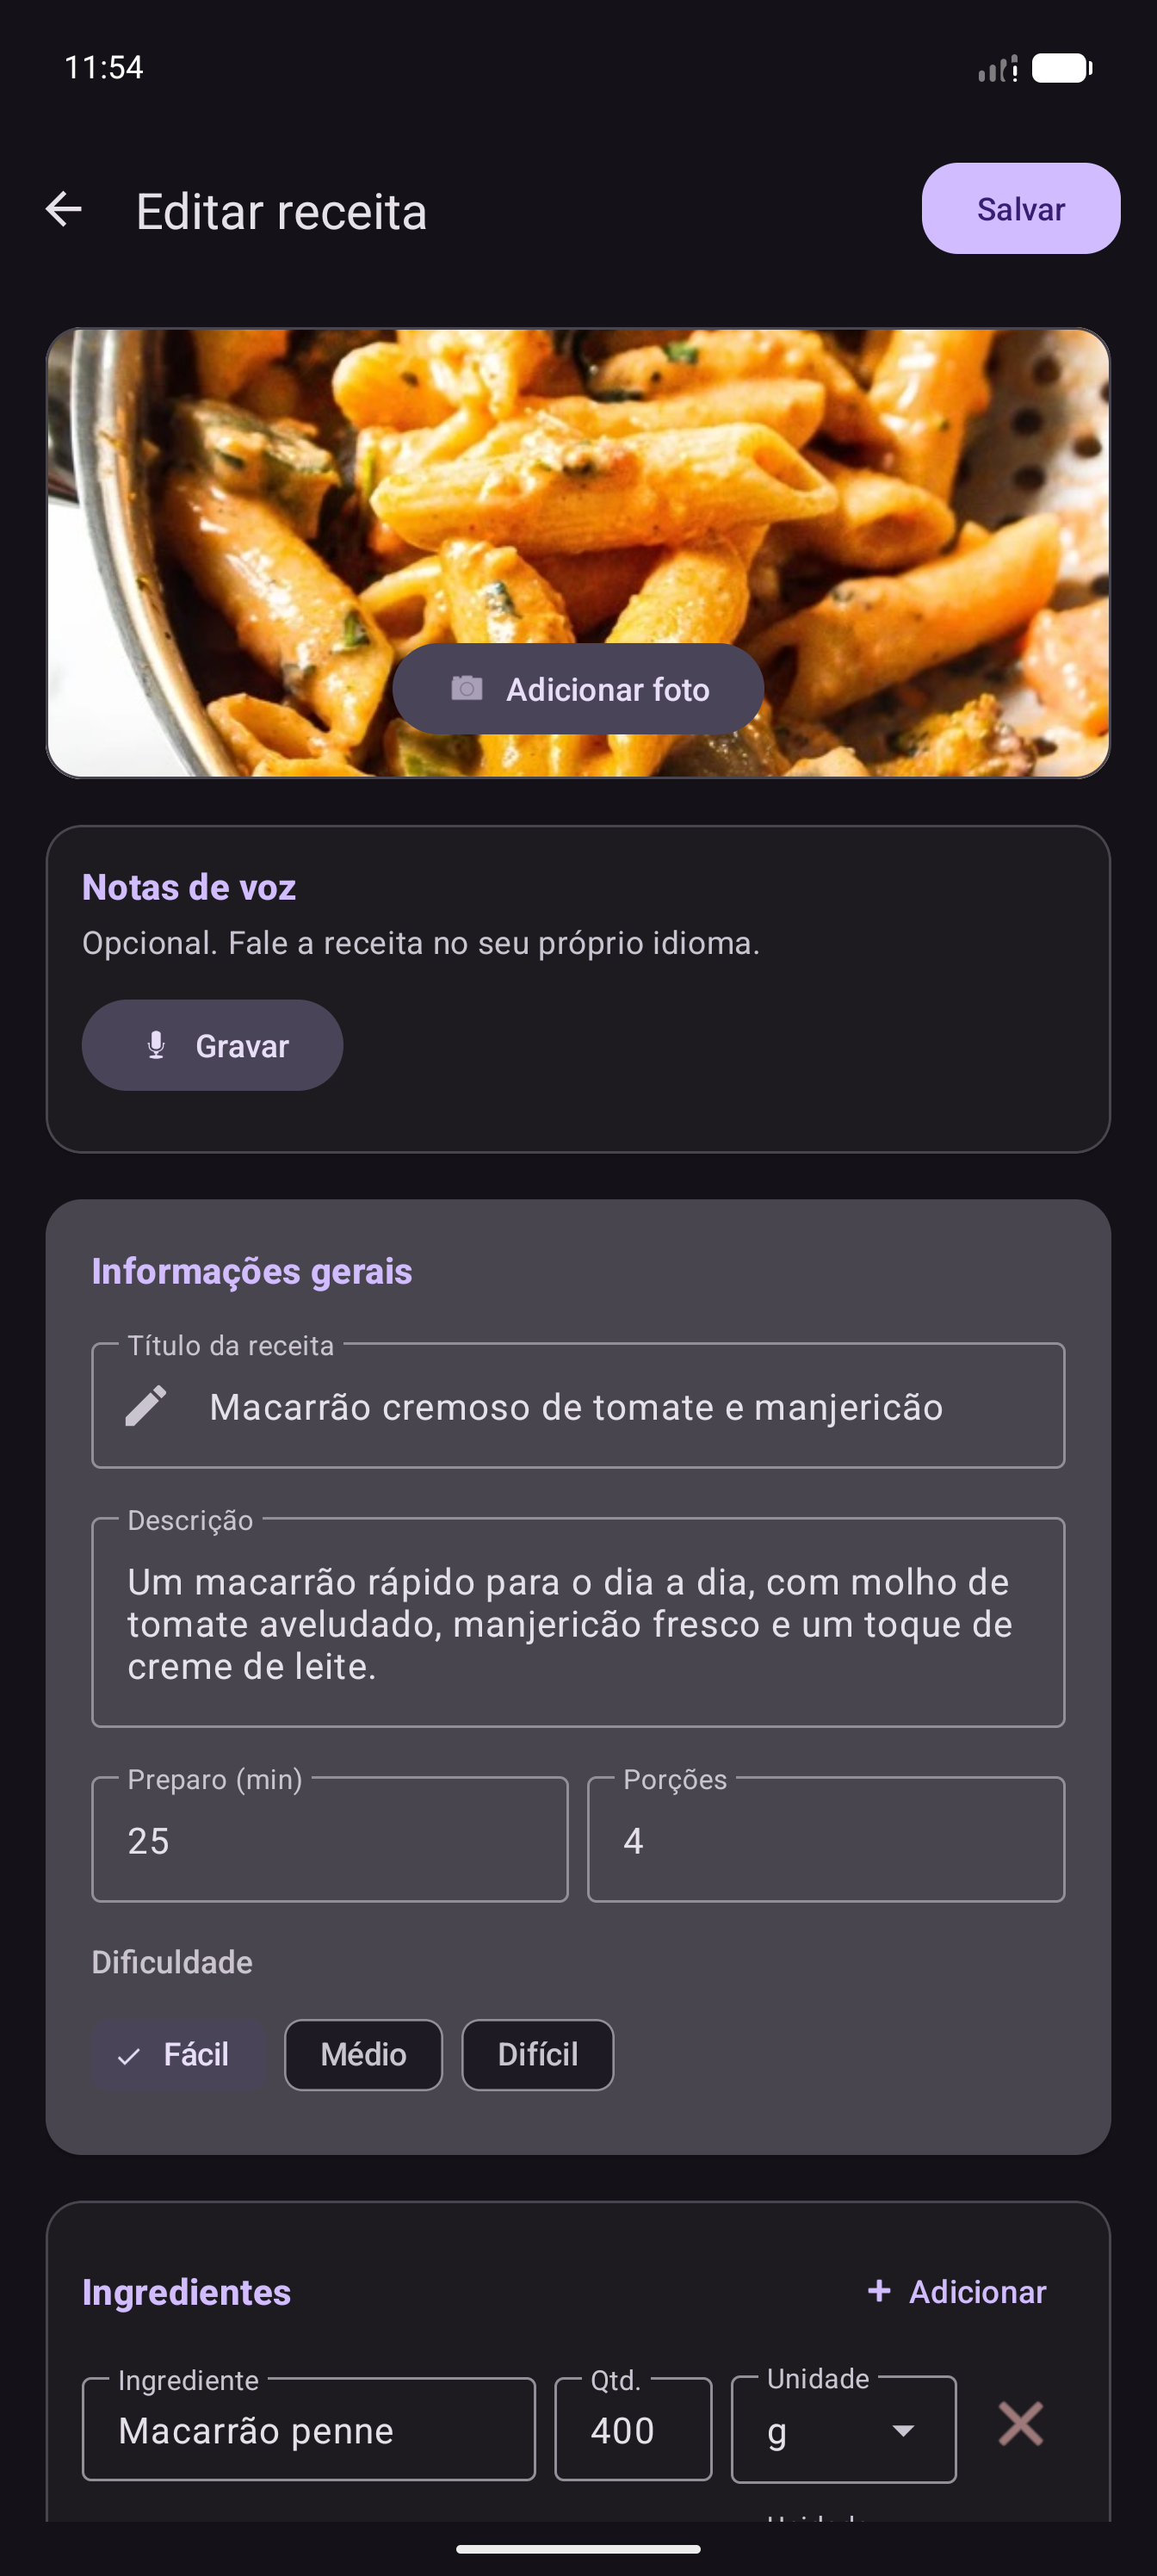 11:54
Editar receita
Salvar
Adicionar foto
Notas de voz
Opcional. Fale a receita no seu próprio idioma.
Gravar
Informações gerais
Título da receita
Macarrão cremoso de tomate e manjericão
Descrição
Um macarrão rápido para o dia a dia, com molho de
tomate aveludado, manjericão fresco e um toque de
creme de leite.
Preparo (min)
25
Porções
4
Dificuldade
Fácil
Médio
Difícil
Ingredientes
+ Adicionar
Ingrediente
Macarrão penne
Qtd.
400
Unidade
g